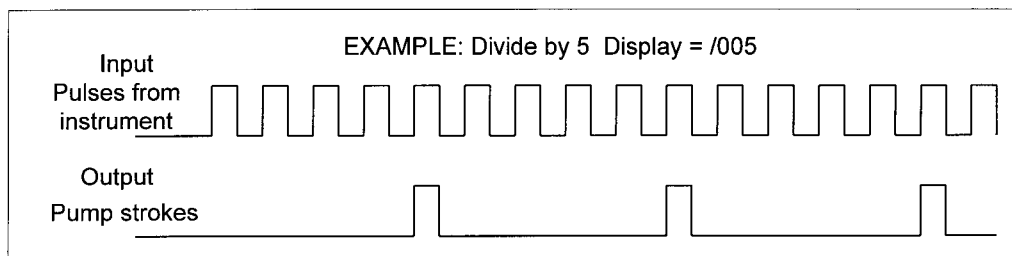 EXAMPLE: Divide by 5 Display = /005
Input
Pulses from
instrument
Output
Pump strokes